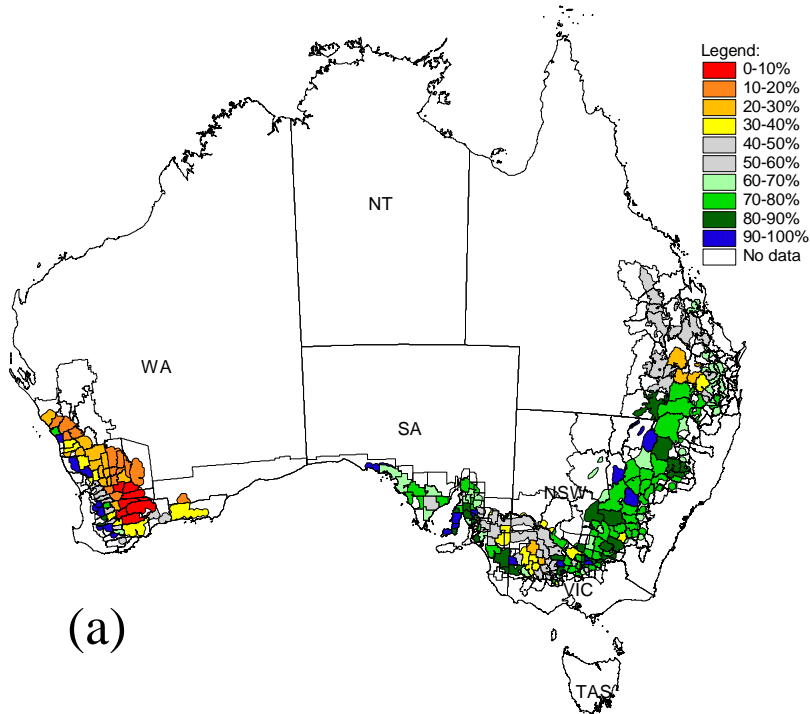 Legend:
0-10%
10-20%
20-30%
30-40%
40-50%
50-60%
60-70%
70-80%
80-90%
90-100%
No data
NT
WA
SA
NSW
VIC
(a)
TAS